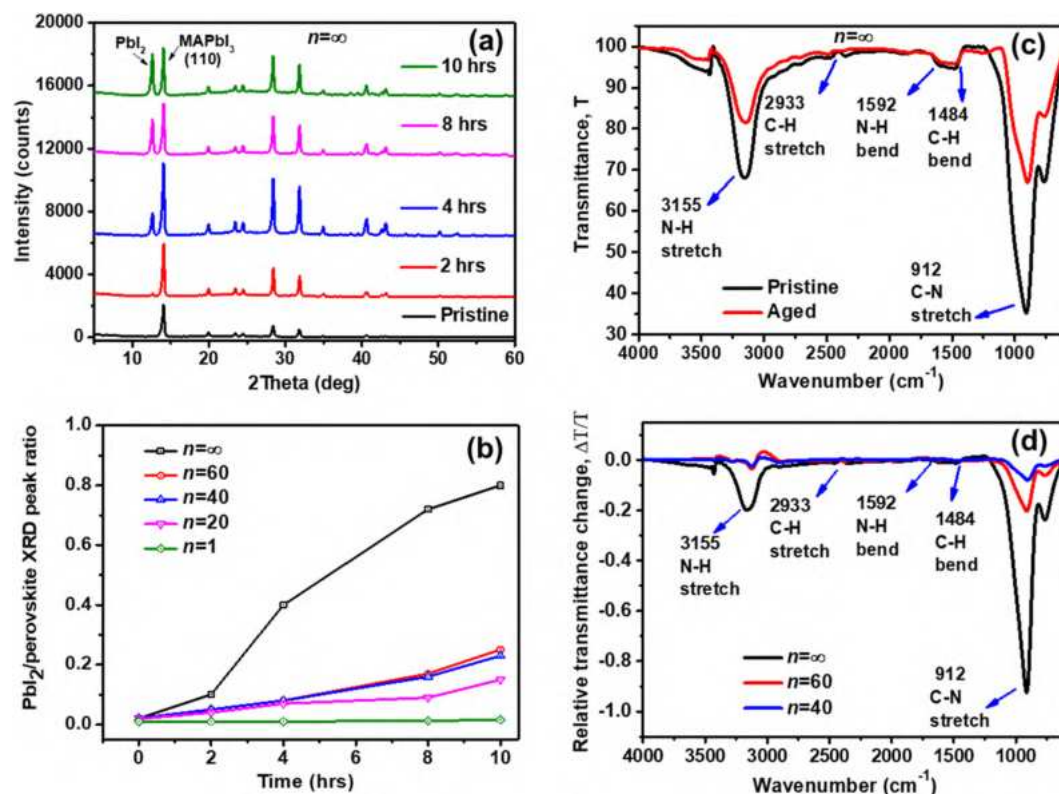 (a)
n=∞
PbI₂
MAPbI₃
(110)
10 hrs
8 hrs
4 hrs
2 hrs
Pristine
20000
16000
12000
8000
4000
0
Intensity (counts)
10 20 30 40 50 60
2Theta (deg)
(b)
n=∞
n=60
n=40
n=20
n=1
1.0
0.8
0.6
0.4
0.2
0.0
PbI₂/perovskite XRD peak ratio
0 2 4 6 8 10
Time (hrs)
(c)
n=∞
2933
C-H
stretch
1592
N-H
bend
1484
C-H
bend
3155
N-H
stretch
912
C-N
stretch
Pristine
Aged
100
90
80
70
60
50
40
30
Transmittance, T
4000 3500 3000 2500 2000 1500 1000
Wavenumber (cm⁻¹)
(d)
3155
N-H
stretch
2933
C-H
stretch
1592
N-H
bend
1484
C-H
bend
912
C-N
stretch
n=∞
n=60
n=40
0.0
-0.2
-0.4
-0.6
-0.8
-1.0
Relative transmittance change, ΔT/T
4000 3500 3000 2500 2000 1500 1000
Wavenumber (cm⁻¹)